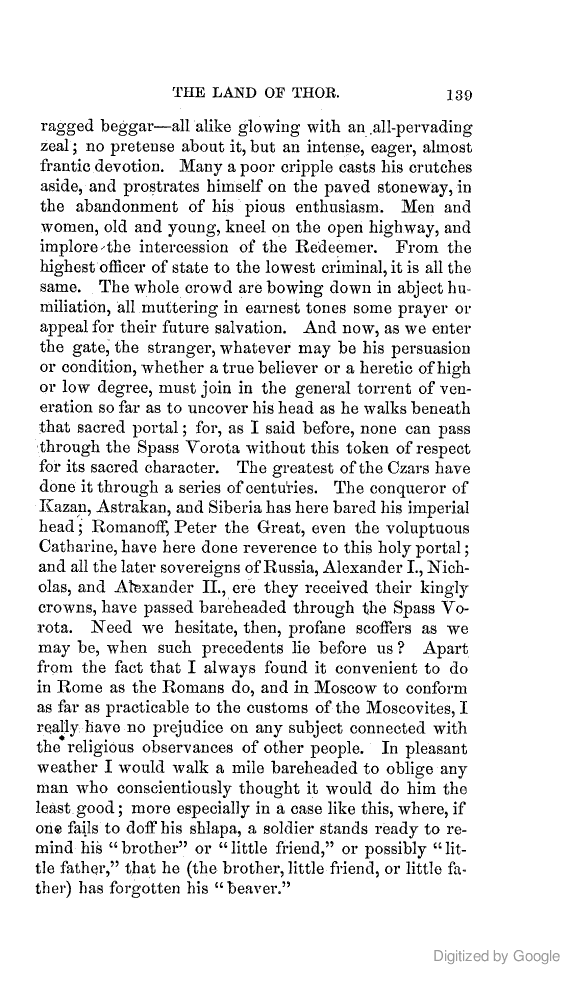 THE LAND OF THOR. 139
ragged beggar—all alike glowing with an all-pervading
zeal; no pretense about it, but an intense, eager, almost
frantic devotion. Many a poor cripple casts his crutches
aside, and prostrates himself on the paved stoneway, in
the abandonment of his pious enthusiasm. Men and
women, old and young, kneel on the open highway, and
implore the intercession of the Redeemer. From the
highest officer of state to the lowest criminal, it is all the
same. The whole crowd are bowing down in abject hu-
miliation, all muttering in earnest tones some prayer or
appeal for their future salvation. And now, as we enter
the gate, the stranger, whatever may be his persuasion
or condition, whether a true believer or a heretic of high
or low degree, must join in the general torrent of ven-
eration so far as to uncover his head as he walks beneath
that sacred portal; for, as I said before, none can pass
through the Spass Vorota without this token of respect
for its sacred character. The greatest of the Czars have
done it through a series of centuries. The conqueror of
Kazan, Astrakan, and Siberia has here bared his imperial
head; Romanoff, Peter the Great, even the voluptuous
Catharine, have here done reverence to this holy portal;
and all the later sovereigns of Russia, Alexander I., Nich-
olas, and Alexander II., ere they received their kingly
crowns, have passed bareheaded through the Spass Vo-
rota. Need we hesitate, then, profane scoffers as we
may be, when such precedents lie before us? Apart
from the fact that I always found it convenient to do
in Rome as the Romans do, and in Moscow to conform
as far as practicable to the customs of the Moscovites, I
really have no prejudice on any subject connected with
the religious observances of other people. In pleasant
weather I would walk a mile bareheaded to oblige any
man who conscientiously thought it would do him the
least good; more especially in a case like this, where, if
one fails to doff his shlapa, a soldier stands ready to re-
mind his "brother" or "little friend," or possibly "lit-
tle father," that he (the brother, little friend, or little fa-
ther) has forgotten his "beaver."
Digitized by Google